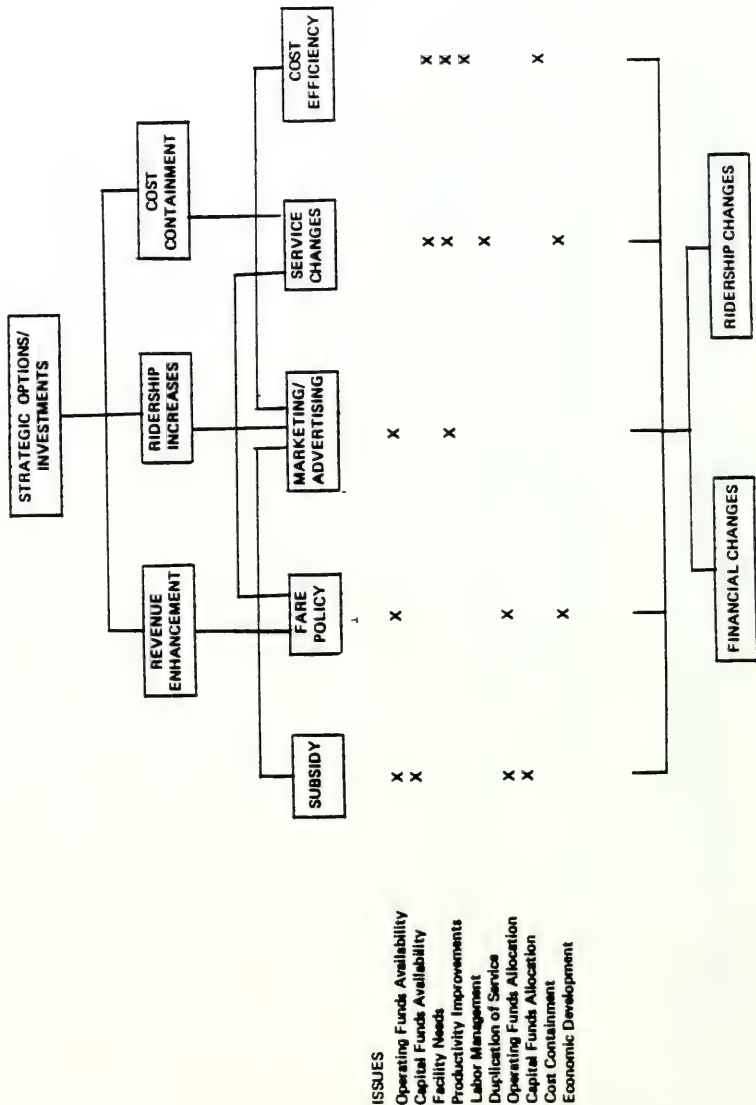 STRATEGIC OPTIONS/
INVESTMENTS
REVENUE
ENHANCEMENT
RIDERSHIP
INCREASES
COST
CONTAINMENT
SUBSIDY
FARE
POLICY
MARKETING/
ADVERTISING
SERVICE
CHANGES
COST
EFFICIENCY
ISSUES
Operating Funds Availability X X X
Capital Funds Availability X
Facility Needs X X
Productivity Improvements X X X
Labor Management X
Duplication of Service X
Operating Funds Allocation X X
Capital Funds Allocation X
Cost Containment X
Economic Development X X
FINANCIAL CHANGES
RIDERSHIP CHANGES